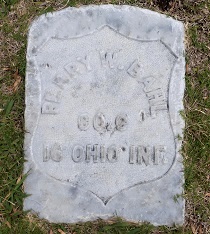 W. EARL
CO. G
16 OHIO INF.